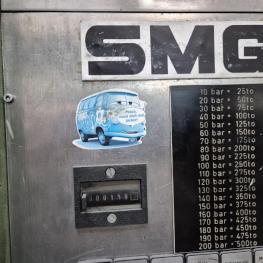 SMG
10 bar = 25to
20 bar = 50to
30 bar = 75to
40 bar = 100to
50 bar = 125to
60 bar = 150to
70 bar = 175to
80 bar = 200to
90 bar = 225to
100 bar = 250to
110 bar = 275to
120 bar = 300to
130 bar = 325to
140 bar = 350to
150 bar = 375to
160 bar = 400to
170 bar = 425to
180 bar = 450to
190 bar = 475to
200 bar = 500to